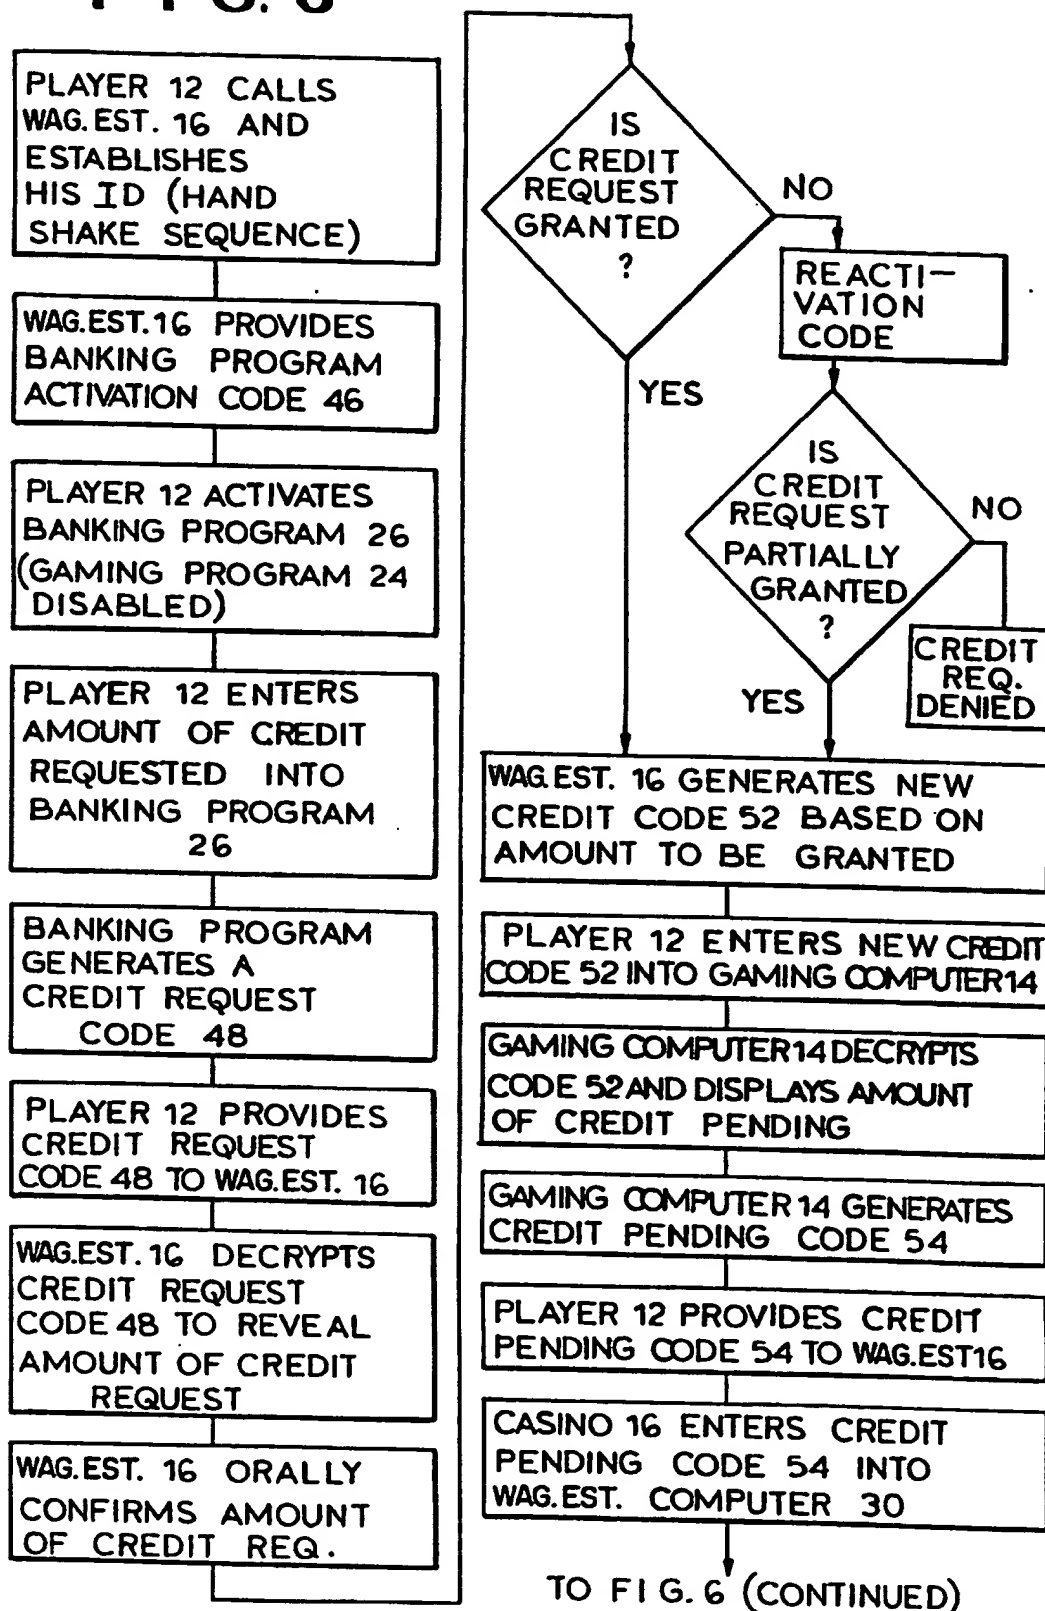 PLAYER 12 CALLS
WAG. EST. 16 AND
ESTABLISHES
HIS ID (HAND
SHAKE SEQUENCE)
WAG.EST.16 PROVIDES
BANKING PROGRAM
ACTIVATION CODE 46
PLAYER 12 ACTIVATES
BANKING PROGRAM 26
(GAMING PROGRAM 24
DISABLED)
PLAYER 12 ENTERS
AMOUNT OF CREDIT
REQUESTED INTO
BANKING PROGRAM
26
BANKING PROGRAM
GENERATES A
CREDIT REQUEST
CODE 48
PLAYER 12 PROVIDES
CREDIT REQUEST
CODE 48 TO WAG.EST. 16
WAG.EST. 16 DECRYPTS
CREDIT REQUEST
CODE 48 TO REVEAL
AMOUNT OF CREDIT
REQUEST
WAG.EST. 16 ORALLY
CONFIRMS AMOUNT
OF CREDIT REQ.
IS
CREDIT
REQUEST
GRANTED
?
NO
YES
REACTI-
VATION
CODE
IS
CREDIT
REQUEST
PARTIALLY
GRANTED
?
NO
YES
CREDIT
REQ.
DENIED
WAG.EST. 16 GENERATES NEW
CREDIT CODE 52 BASED ON
AMOUNT TO BE GRANTED
PLAYER 12 ENTERS NEW CREDIT
CODE 52 INTO GAMING COMPUTER 14
GAMING COMPUTER 14 DECRYPTS
CODE 52 AND DISPLAYS AMOUNT
OF CREDIT PENDING
GAMING COMPUTER 14 GENERATES
CREDIT PENDING CODE 54
PLAYER 12 PROVIDES CREDIT
PENDING CODE 54 TO WAG.EST16
CASINO 16 ENTERS CREDIT
PENDING CODE 54 INTO
WAG.EST. COMPUTER 30
TO FIG. 6 (CONTINUED)